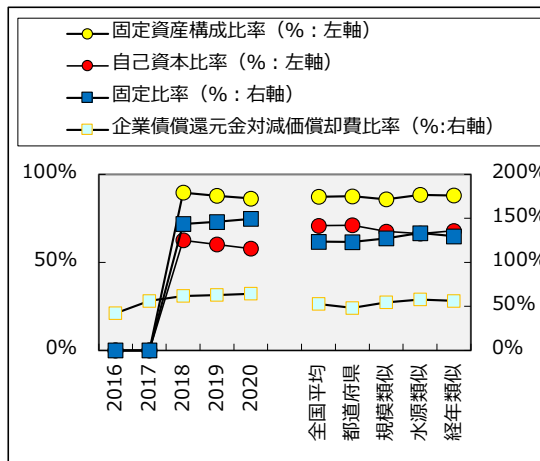 固定資産構成比率（%：左軸）
自己資本比率（%：左軸）
固定比率（%：右軸）
企業債償還元金対減価償却費比率（%:右軸）
100%
50%
0%
200%
150%
100%
50%
0%
2016
2017
2018
2019
2020
全国平均
都道府県
規模類似
水源類似
経年類似